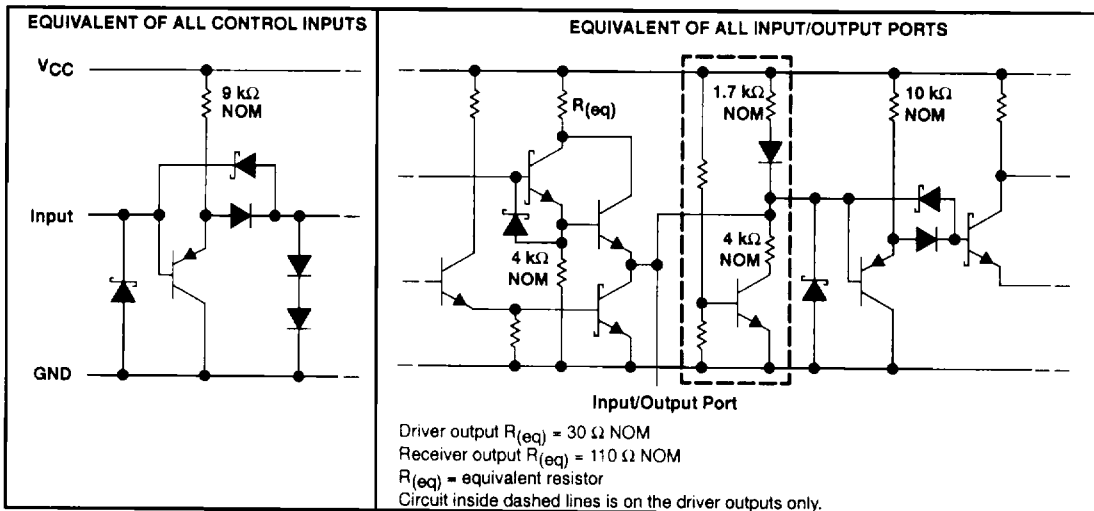 EQUIVALENT OF ALL CONTROL INPUTS
VCC
9 kΩ
NOM
Input
GND
EQUIVALENT OF ALL INPUT/OUTPUT PORTS
R(eq)
1.7 kΩ
NOM
10 kΩ
NOM
4 kΩ
NOM
4 kΩ
NOM
Input/Output Port
Driver output R(eq) = 30 Ω NOM
Receiver output R(eq) = 110 Ω NOM
R(eq) = equivalent resistor
Circuit inside dashed lines is on the driver outputs only.